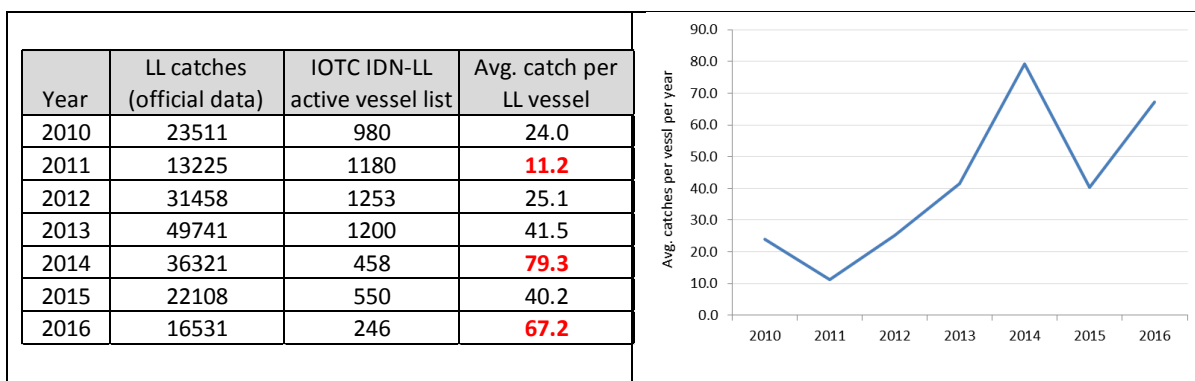 LL catches IOTC IDN-LL Avg. catch per
Year (official data) active vessel list LL vessel
2010 23511 980 24.0
2011 13225 1180 11.2
2012 31458 1253 25.1
2013 49741 1200 41.5
2014 36321 458 79.3
2015 22108 550 40.2
2016 16531 246 67.2
Avg. catches per vessl per year
90.0
80.0
70.0
60.0
50.0
40.0
30.0
20.0
10.0
0.0
2010 2011 2012 2013 2014 2015 2016